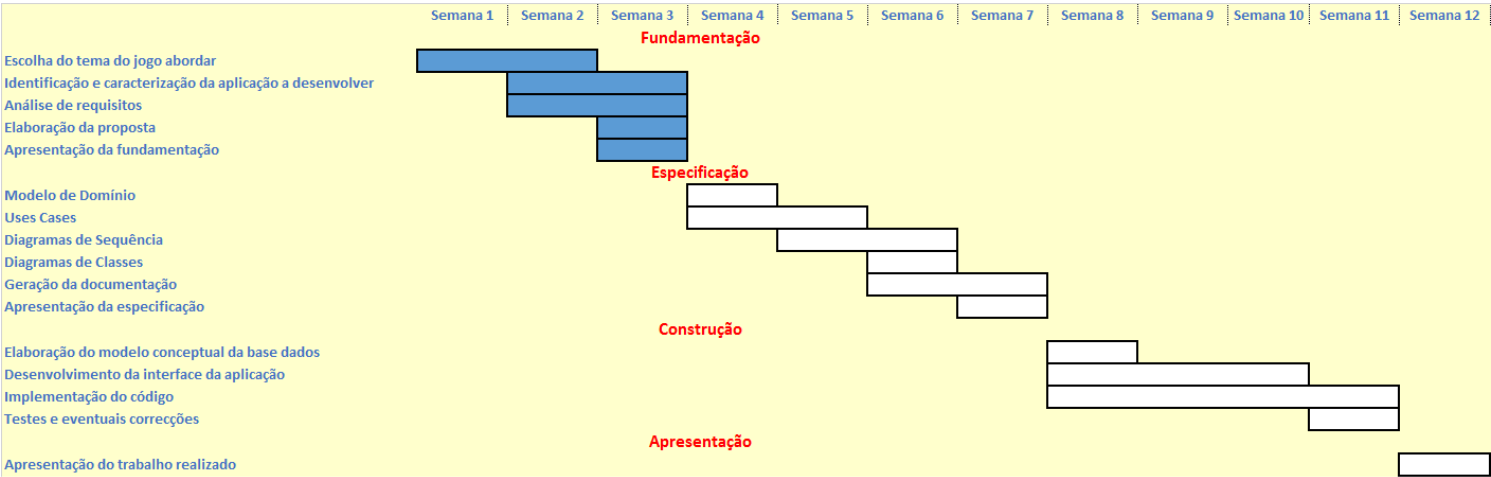 Semana 1 Semana 2 Semana 3 Semana 4 Semana 5 Semana 6 Semana 7 Semana 8 Semana 9 Semana 10 Semana 11 Semana 12
Fundamentação
Escolha do tema do jogo abordar
Identificação e caracterização da aplicação a desenvolver
Análise de requisitos
Elaboração da proposta
Apresentação da fundamentação
Especificação
Modelo de Domínio
Uses Cases
Diagramas de Sequência
Diagramas de Classes
Geração da documentação
Apresentação da especificação
Construção
Elaboração do modelo conceptual da base dados
Desenvolvimento da interface da aplicação
Implementação do código
Testes e eventuais correcções
Apresentação
Apresentação do trabalho realizado